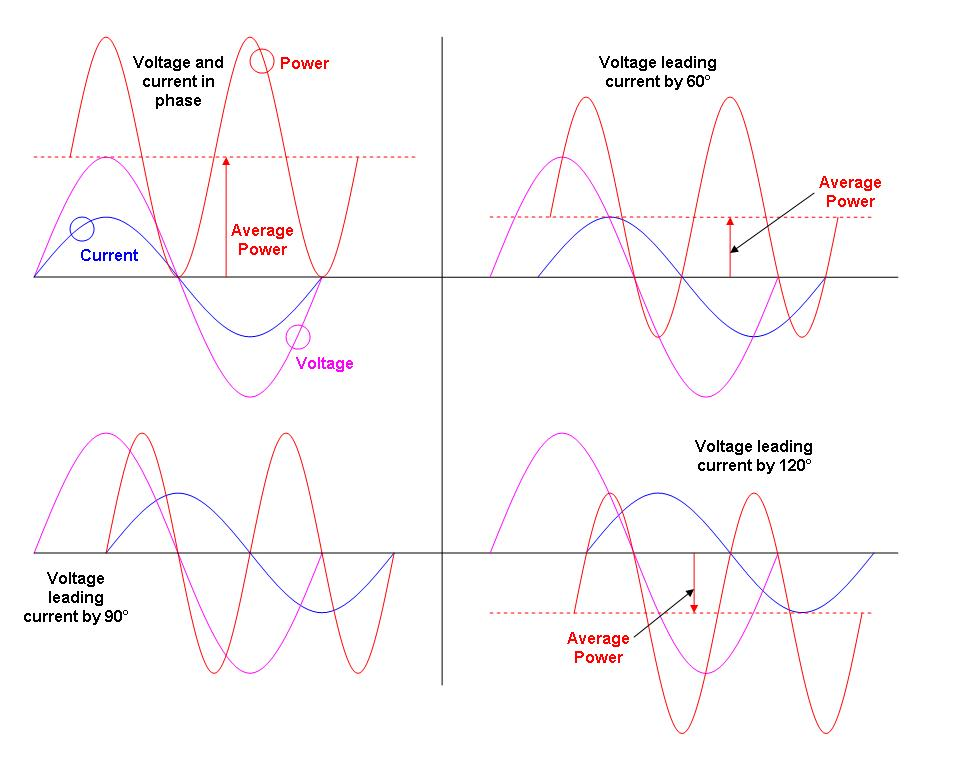 Voltage and
current in
phase
Power
Average
Power
Current
Voltage
Voltage leading
current by 60°
Average
Power
Voltage
leading
current by 90°
Voltage leading
current by 120°
Average
Power